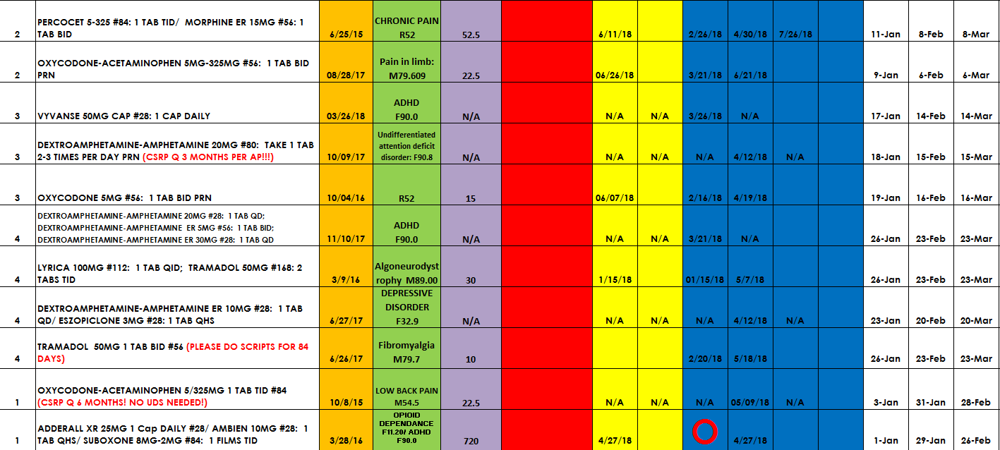 2 PERCOCET 5-325 #84: 1 TAB TID/ MORPHINE ER 15MG #56: 1 TAB BID 6/25/15 CHRONIC PAIN R52 52.5 6/11/18 2/26/18 4/30/18 7/26/18 11-Jan 8-Feb 8-Mar
2 OXYCODONE-ACETAMINOPHEN 5MG-325MG #56: 1 TAB BID PRN 08/28/17 Pain in limb: M79.609 22.5 06/26/18 3/21/18 6/21/18 9-Jan 6-Feb 6-Mar
3 VYVANSE 50MG CAP #28: 1 CAP DAILY 03/26/18 ADHD F90.0 N/A N/A N/A 3/26/18 N/A 17-Jan 14-Feb 14-Mar
3 DEXTROAMPHETAMINE-AMPHETAMINE 20MG #80: TAKE 1 TAB 2-3 TIMES PER DAY PRN (CSRP Q 3 MONTHS PER AP!!!) 10/09/17 Undifferentiated attention deficit disorder: F90.8 N/A N/A N/A N/A 4/12/18 N/A 18-Jan 15-Feb 15-Mar
3 OXYCODONE 5MG #56: 1 TAB BID PRN 10/04/16 R52 15 06/07/18 2/16/18 4/19/18 19-Jan 16-Feb 16-Mar
4 DEXTROAMPHETAMINE-AMPHETAMINE 20MG #28: 1 TAB QD; DEXTROAMPHETAMINE-AMPHETAMINE ER 5MG #56: 1 TAB BID; DEXTROAMPHETAMINE-AMPHETAMINE ER 30MG #28: 1 TAB QD 11/10/17 ADHD F90.0 N/A N/A N/A 3/21/18 N/A 26-Jan 23-Feb 23-Mar
4 LYRICA 100MG #112: 1 TAB QID; TRAMADOL 50MG #168: 2 TABS TID 3/9/16 Algoneurodystrophy M89.00 30 1/15/18 01/15/18 5/7/18 26-Jan 23-Feb 23-Mar
4 DEXTROAMPHETAMINE-AMPHETAMINE ER 10MG #28: 1 TAB QD/ ESZOPICLONE 3MG #28: 1 TAB QHS 6/27/17 DEPRESSIVE DISORDER F32.9 N/A N/A N/A N/A 4/12/18 N/A 23-Jan 20-Feb 20-Mar
4 TRAMADOL 50MG 1 TAB BID #56 (PLEASE DO SCRIPTS FOR 84 DAYS) 6/26/17 Fibromyalgia M79.7 10 2/20/18 5/18/18 26-Jan 23-Feb 23-Mar
1 OXYCODONE-ACETAMINOPHEN 5/325MG 1 TAB TID #84 (CSRP Q 6 MONTHS! NO UDS NEEDED!) 10/8/15 LOW BACK PAIN M54.5 22.5 N/A N/A N/A 05/09/18 N/A 3-Jan 31-Jan 28-Feb
1 ADDERALL XR 25MG 1 Cap DAILY #28/ AMBIEN 10MG #28: 1 TAB QHS/ SUBOXONE 8MG-2MG #84: 1 FILMS TID 3/28/16 OPIOID DEPENDANCE F11.20/ ADHD F90.0 720 4/27/18 4/27/18 1-Jan 29-Jan 26-Feb